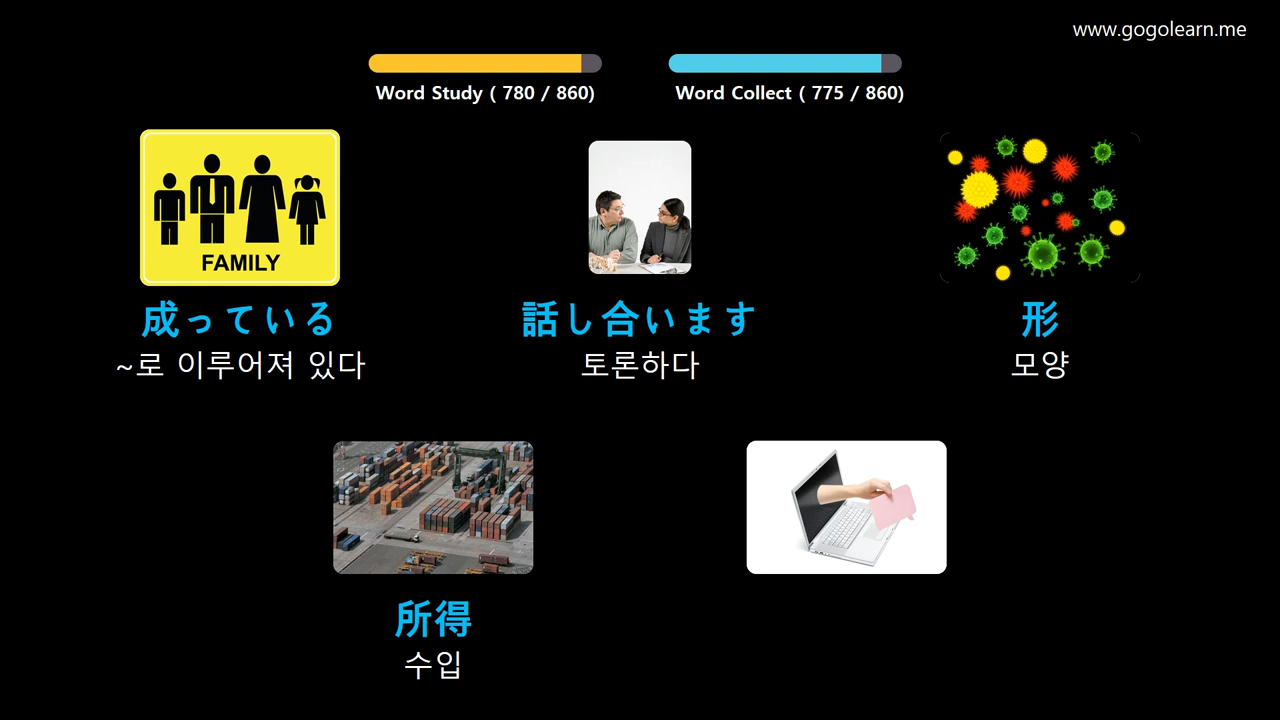 www.gogolearn.me
Word Study ( 780 / 860)
Word Collect ( 775 / 860)
FAMILY
成っている
~로 이루어져 있다
話し合います
토론하다
形
모양
所得
수입